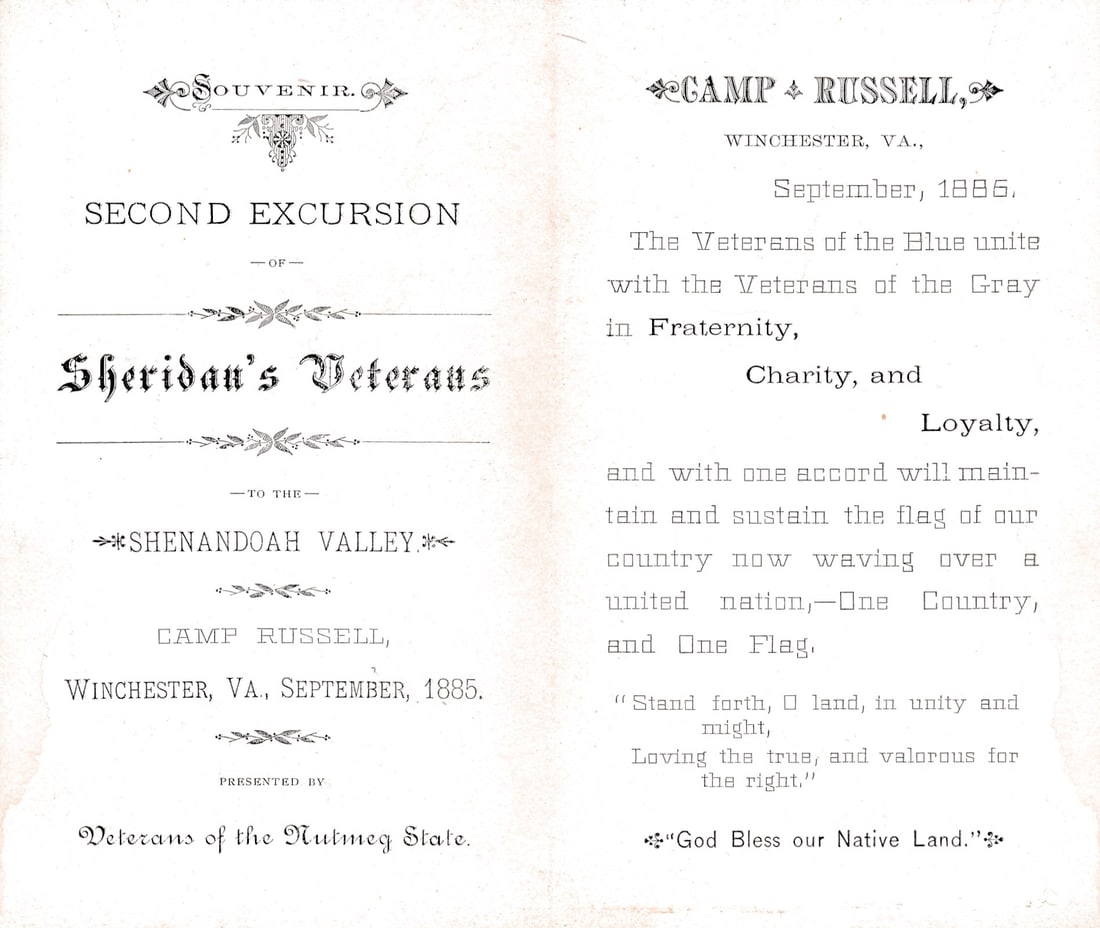 SOUVENIR.
SECOND EXCURSION
—OF—
Sheridan's Veterans
—TO THE—
SHENANDOAH VALLEY.
CAMP RUSSELL,
WINCHESTER, VA., SEPTEMBER, 1885.
PRESENTED BY
Veterans of the Nutmeg State.
CAMP RUSSELL,
WINCHESTER, VA.,
September, 1885.
The Veterans of the Blue unite
with the Veterans of the Gray
in Fraternity,
Charity, and
Loyalty,
and with one accord will main-
tain and sustain the flag of our
country now waving over a
united nation,—One Country,
and One Flag.
"Stand forth, O land, in unity and
might,
Loving the true, and valorous for
the right."
"God Bless our Native Land."